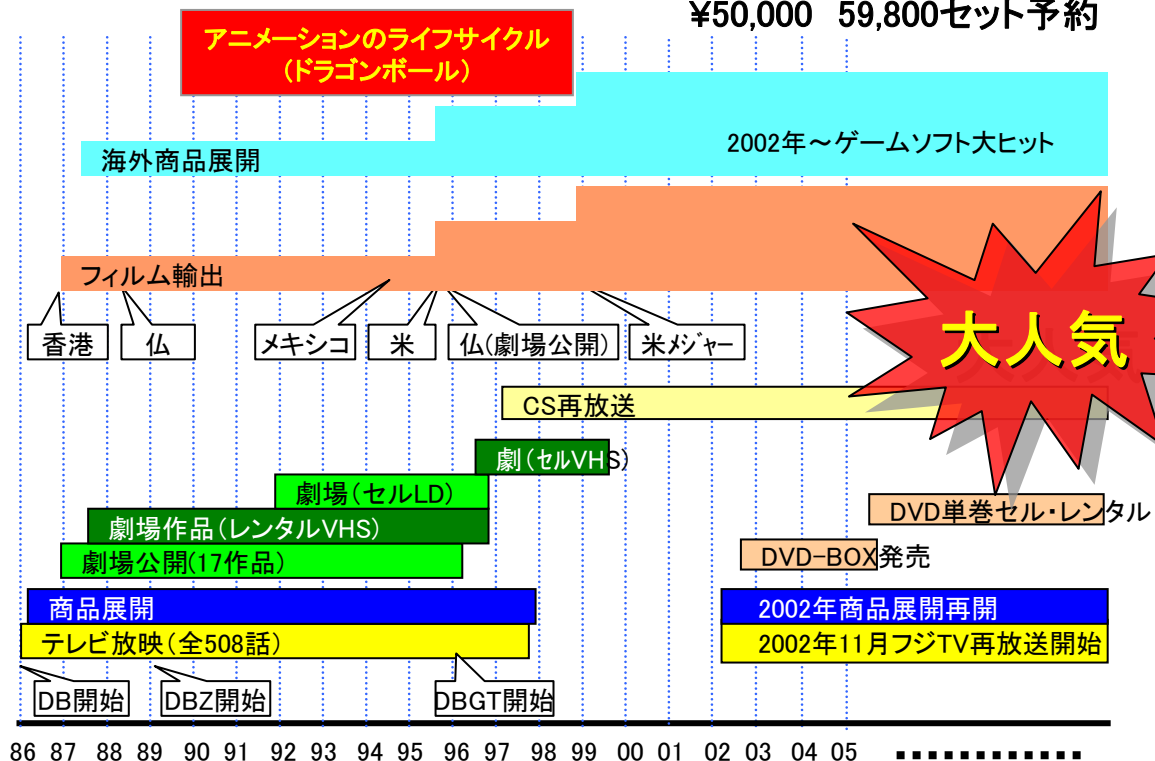 ¥50,000 59,800セット予約
アニメーションのライフサイクル
(ドラゴンボール)
2002年～ゲームソフト大ヒット
海外商品展開
フィルム輸出
香港
仏
メキシコ
米
仏(劇場公開)
米メジャー
大人気
CS再放送
劇(セルVHS)
劇場(セルLD)
DVD単巻セル・レンタル
劇場作品(レンタルVHS)
劇場公開(17作品)
DVD-BOX発売
商品展開
2002年商品展開再開
テレビ放映(全508話)
2002年11月フジTV再放送開始
DB開始
DBZ開始
DBGT開始
86 87 88 89 90 91 92 93 94 95 96 97 98 99 00 01 02 03 04 05 ............